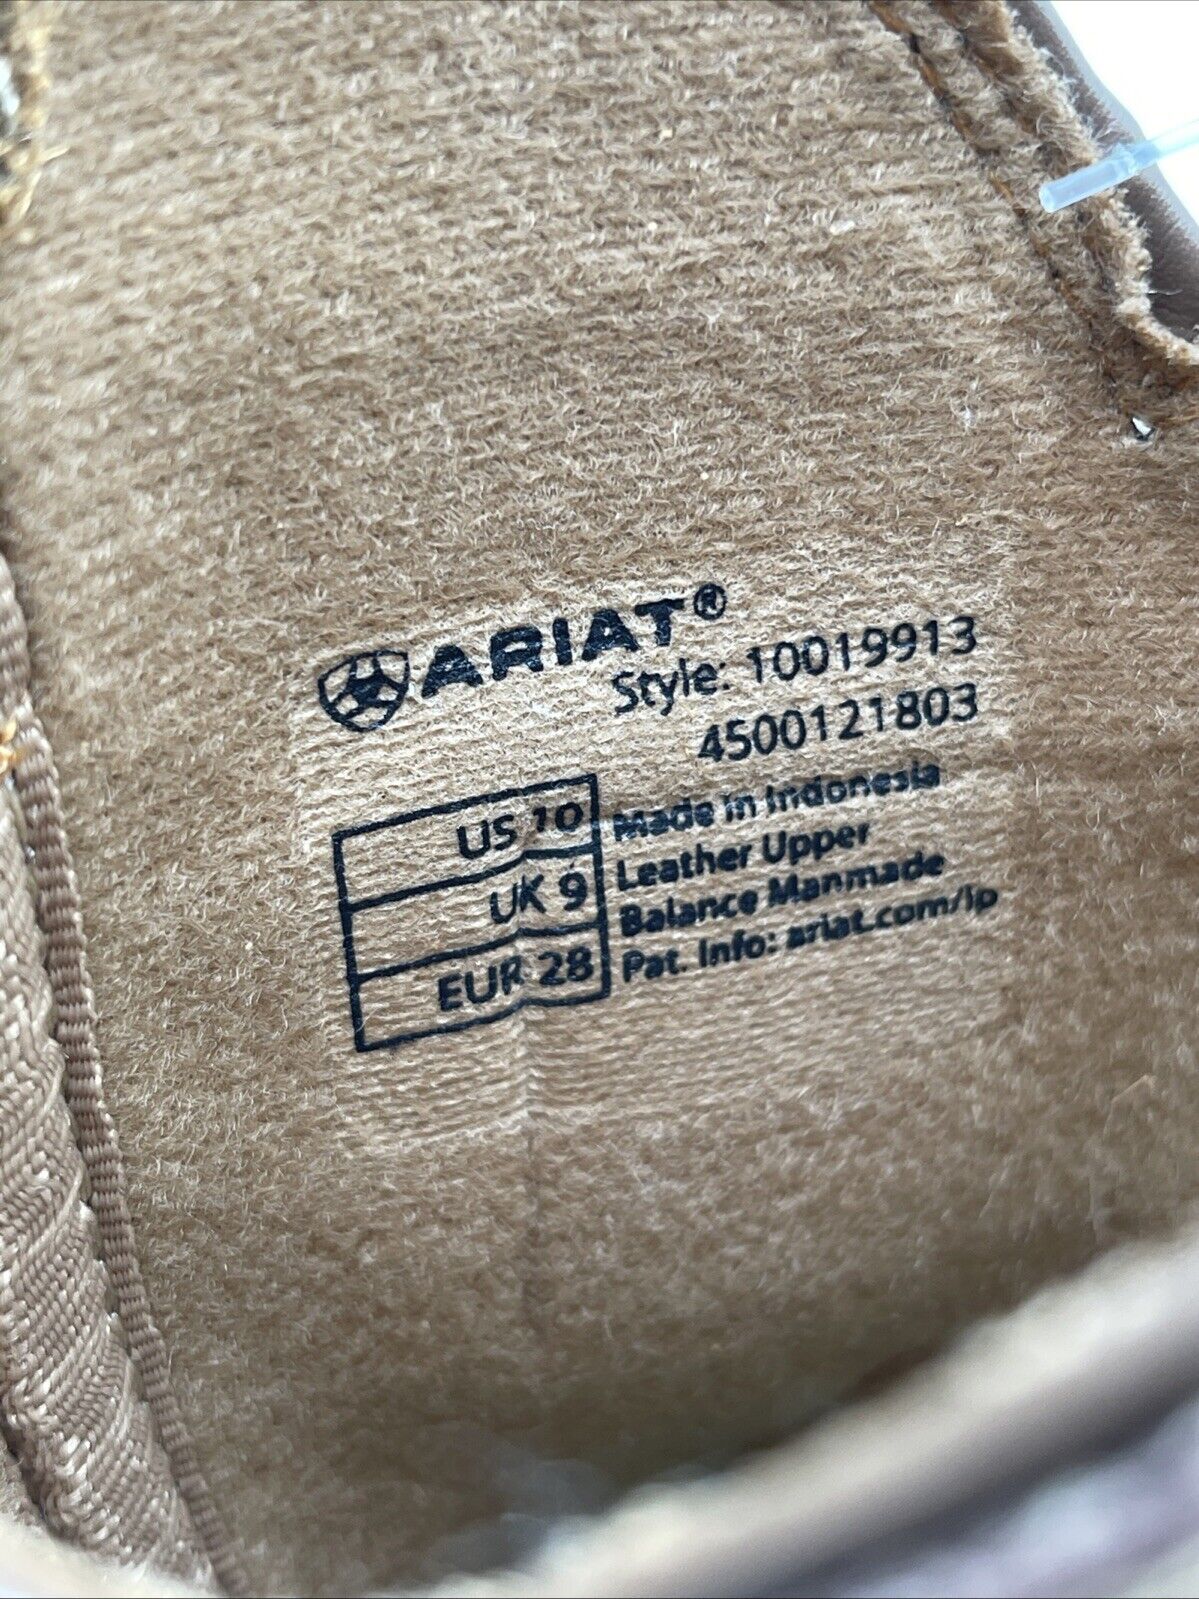 ARIAT®
Style: 10019913
4500121803
US 10
UK 9
EUR 28
Made in Indonesia
Leather Upper
Balance Manmade
Pat. Info: ariat.com/ip